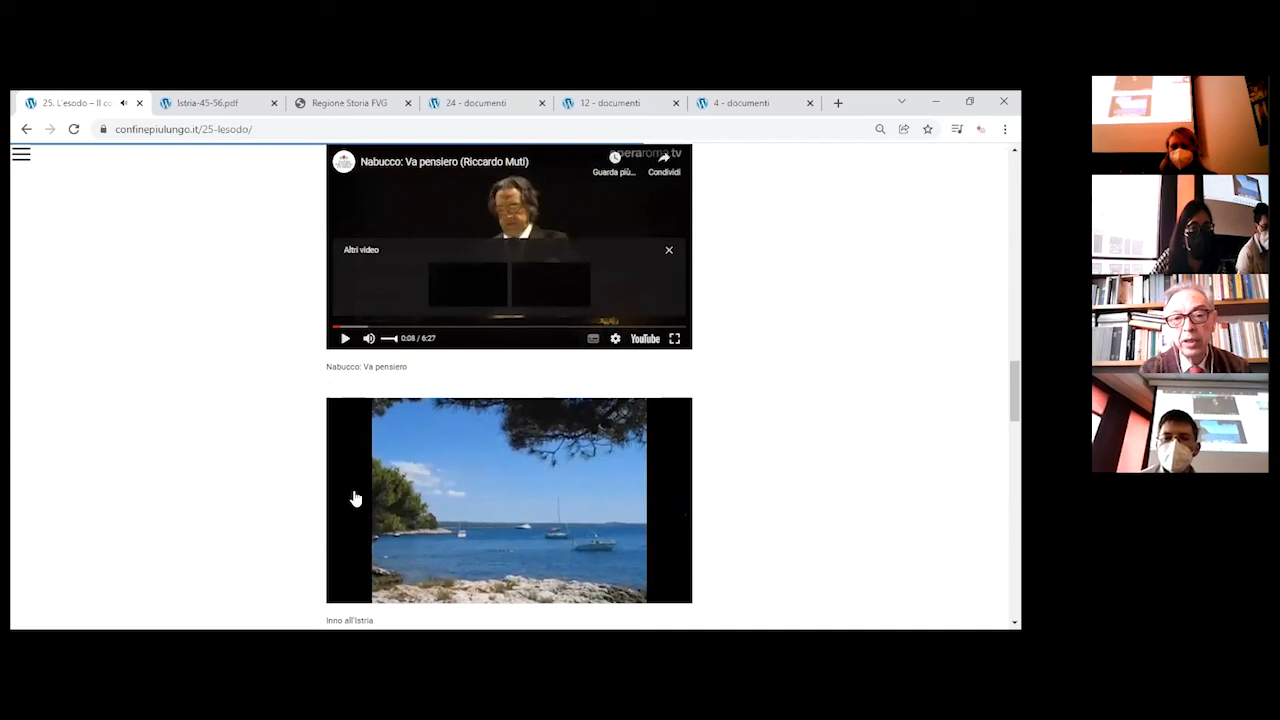 25. L'esodo – Il co
Istria-45-56.pdf
Regione Storia FVG
24 - documenti
12 - documenti
4 - documenti
confinepiulungo.it/25-lesodo/
Nabucco: Va pensiero (Riccardo Muti)
operaroma tv
Guarda più...
Condividi
Altri video
0:08 / 6:27
YouTube
Nabucco: Va pensiero
Inno all'Istria